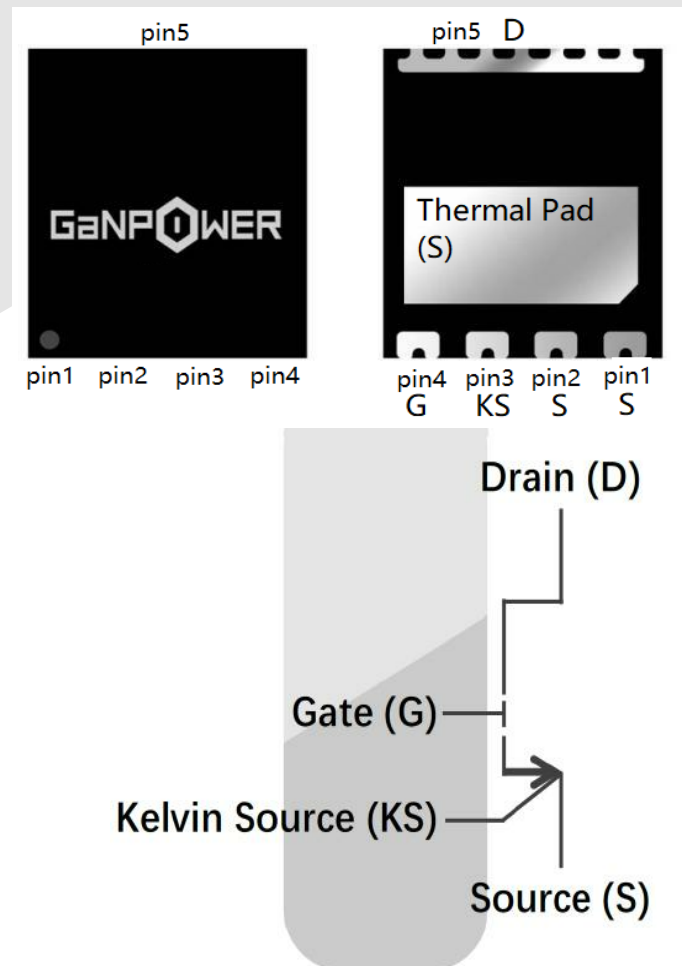 pin5
GaNPOWER
pin1 pin2 pin3 pin4
pin5 D
Thermal Pad
(S)
pin4 pin3 pin2 pin1
G KS S S
Drain (D)
Gate (G)
Kelvin Source (KS)
Source (S)